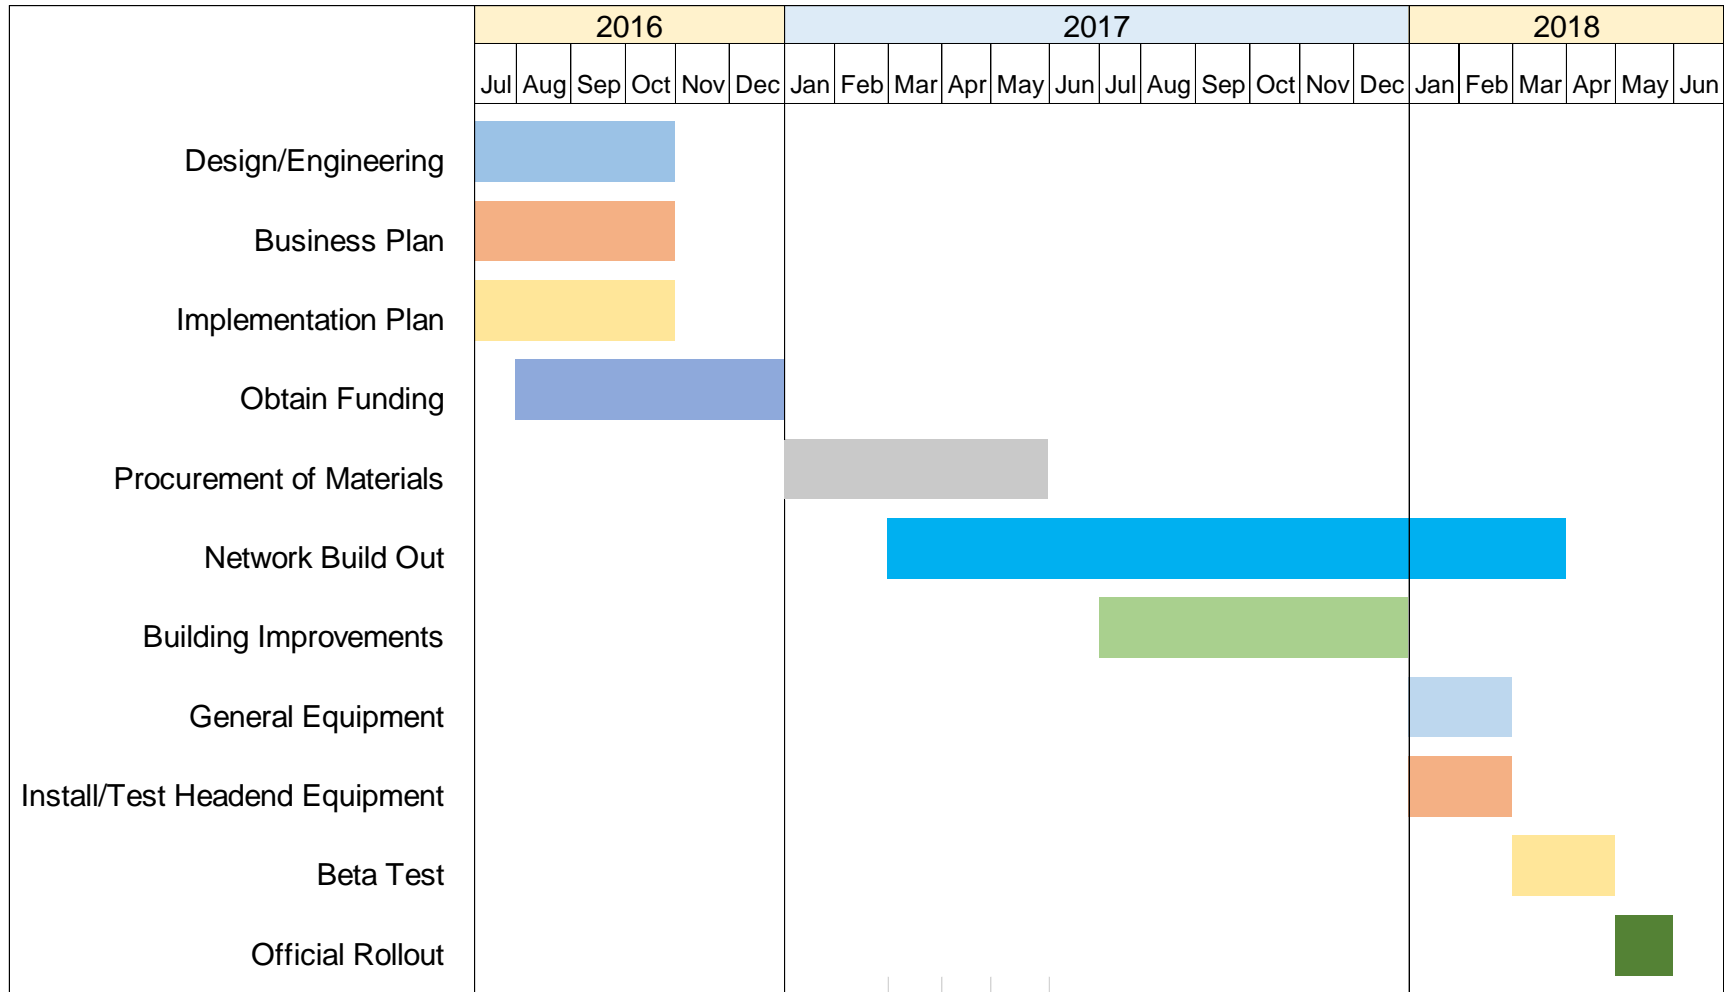 2016 2017 2018
Jul Aug Sep Oct Nov Dec Jan Feb Mar Apr May Jun Jul Aug Sep Oct Nov Dec Jan Feb Mar Apr May Jun
Design/Engineering
Business Plan
Implementation Plan
Obtain Funding
Procurement of Materials
Network Build Out
Building Improvements
General Equipment
Install/Test Headend Equipment
Beta Test
Official Rollout